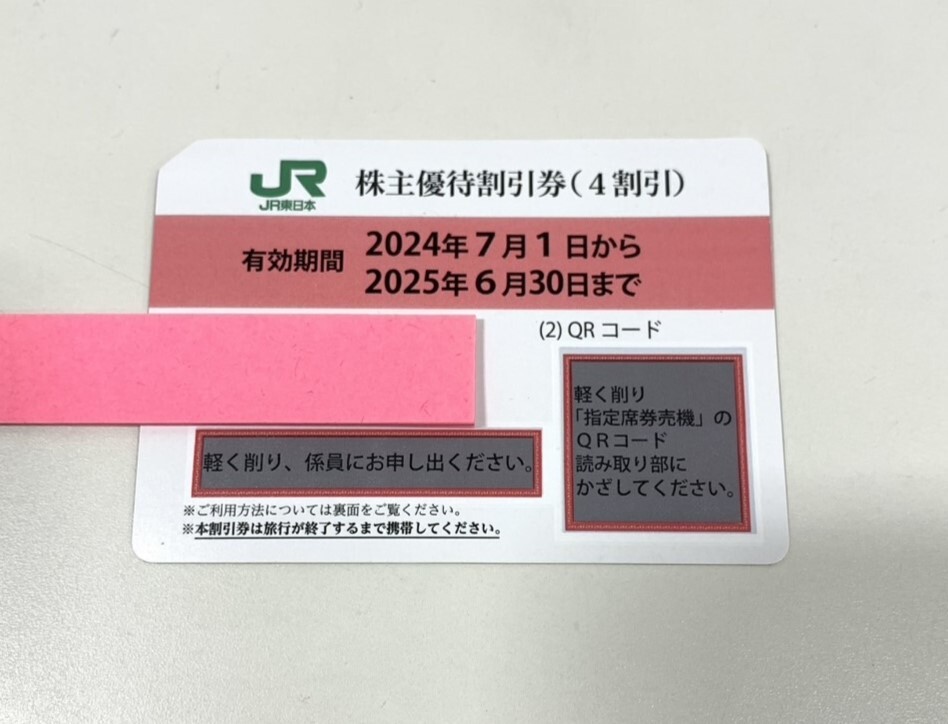 JR
JR東日本
株主優待割引券(4割引)
有効期間
2024年7月1日から
2025年6月30日まで
(2) QRコード
軽く削り、係員にお申し出ください。
軽く削り
「指定席券売機」の
QRコード
読み取り部に
かざしてください。
※ご利用方法については裏面をご覧ください。
※本割引券は旅行が終了するまで携帯してください。